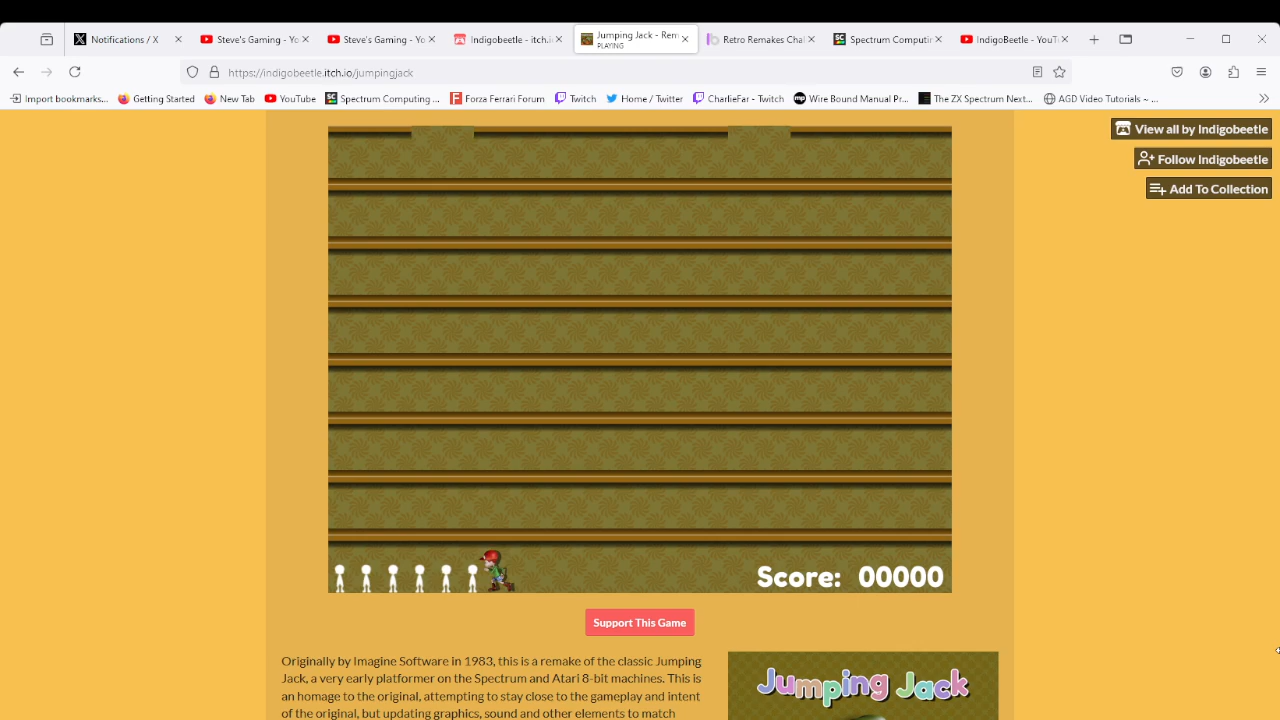 Notifications / X
Steve's Gaming - Yo
Steve's Gaming - Yo
Indigobeetle - itch.i
Jumping Jack - Rem
PLAYING
Retro Remakes Chal
Spectrum Computin
IndigoBeetle - YouT
https://indigobeetle.itch.io/jumpingjack
Import bookmarks...
Getting Started
New Tab
YouTube
Spectrum Computing ...
Forza Ferrari Forum
Twitch
Home / Twitter
CharlieFar - Twitch
Wire Bound Manual Pr...
The ZX Spectrum Next...
AGD Video Tutorials ~ ...
View all by Indigobeetle
Follow Indigobeetle
Add To Collection
Score: 00000
Support This Game
Originally by Imagine Software in 1983, this is a remake of the classic Jumping
Jack, a very early platformer on the Spectrum and Atari 8-bit machines. This is
an homage to the original, attempting to stay close to the gameplay and intent
of the original, but updating graphics, sound and other elements to match
Jumping Jack